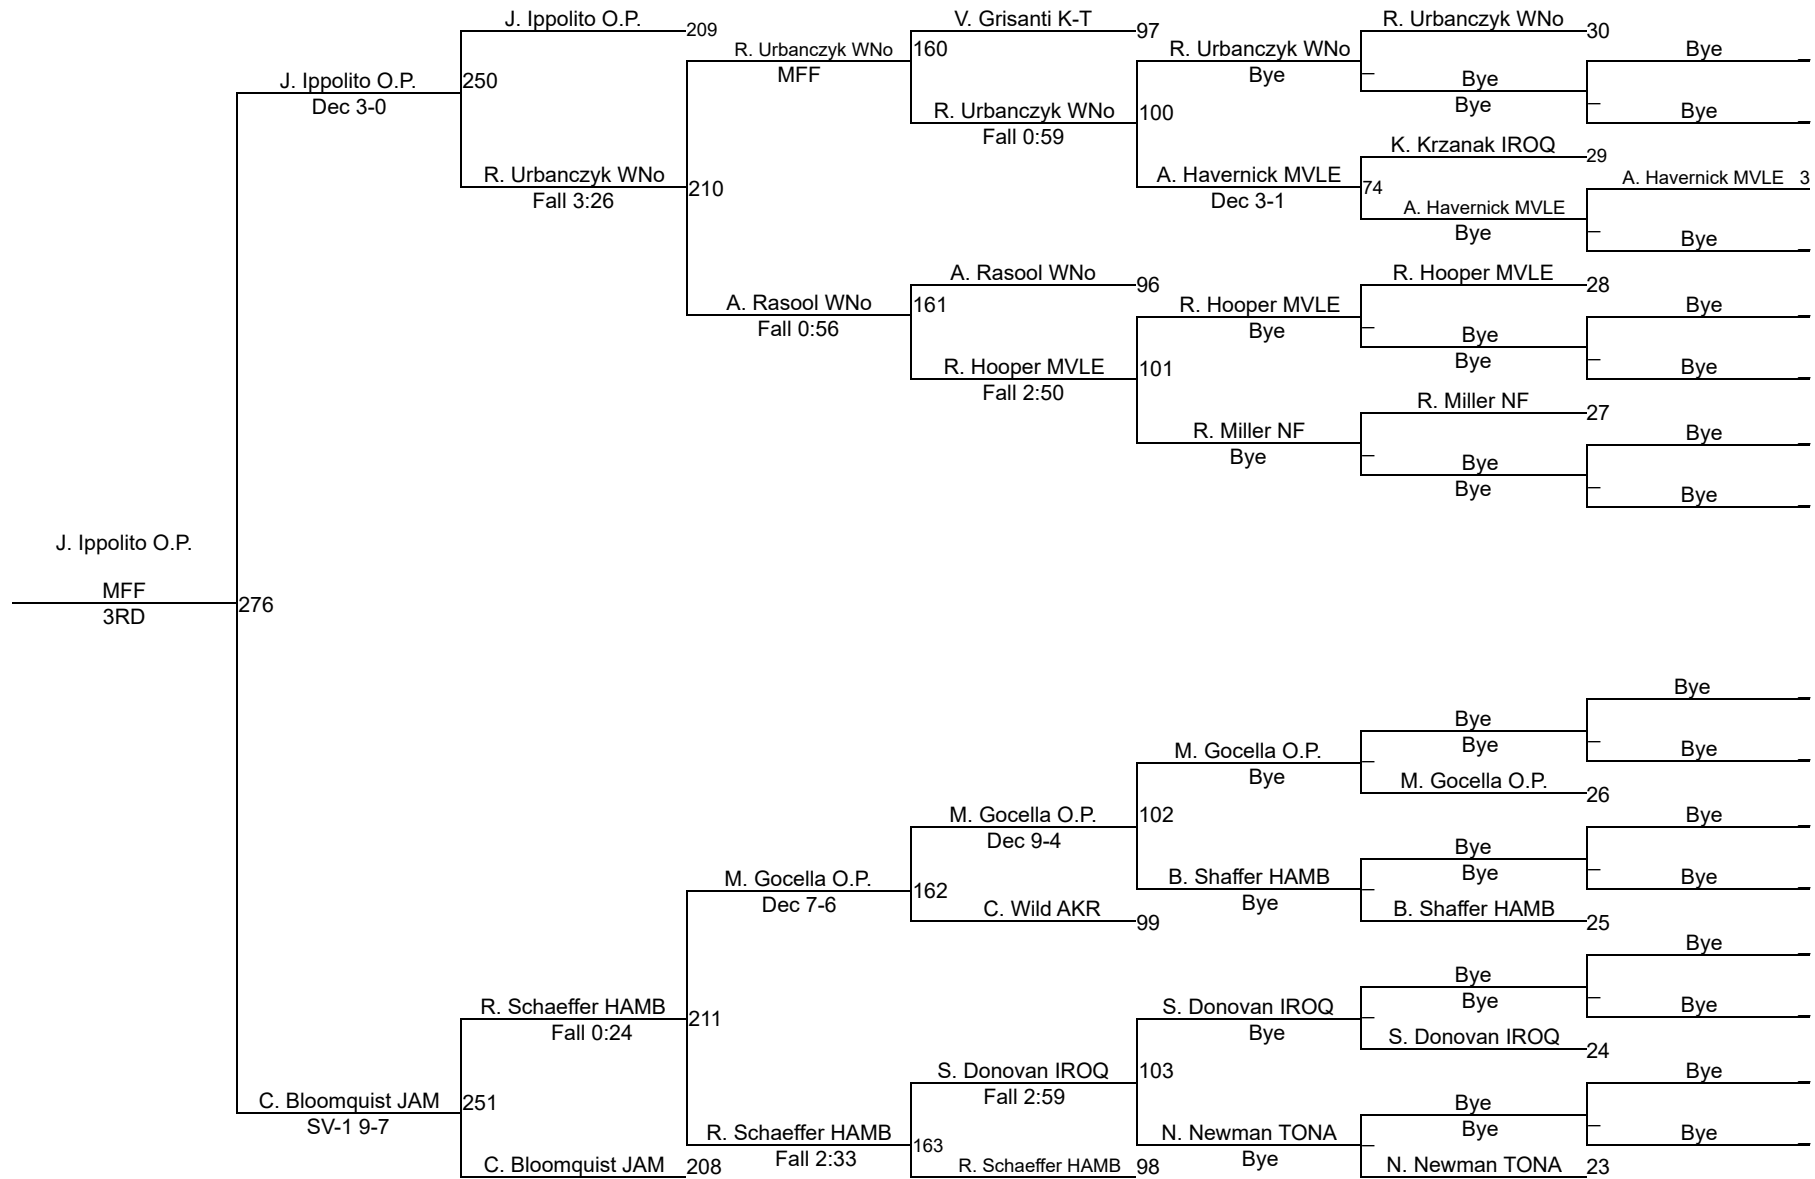 J. Ippolito O.P.
209
V. Grisanti K-T
97
R. Urbanczyk WNo
30
R. Urbanczyk WNo
MFF
160
R. Urbanczyk WNo
Bye
Bye
J. Ippolito O.P.
Dec 3-0
250
Bye
Bye
Bye
R. Urbanczyk WNo
Fall 0:59
100
K. Krzanak IROQ
29
R. Urbanczyk WNo
Fall 3:26
210
A. Havernick MVLE
Dec 3-1
74
A. Havernick MVLE 3
A. Havernick MVLE
Bye
Bye
A. Rasool WNo
96
R. Hooper MVLE
28
A. Rasool WNo
Fall 0:56
161
R. Hooper MVLE
Bye
Bye
Bye
Bye
Bye
R. Hooper MVLE
Fall 2:50
101
R. Miller NF
27
R. Miller NF
Bye
Bye
Bye
Bye
Bye
J. Ippolito O.P.
MFF
3RD
276
Bye
Bye
Bye
Bye
M. Gocella O.P.
Bye
M. Gocella O.P.
26
M. Gocella O.P.
Dec 9-4
102
Bye
Bye
Bye
Bye
M. Gocella O.P.
Dec 7-6
162
B. Shaffer HAMB
Bye
C. Wild AKR
99
B. Shaffer HAMB
25
Bye
Bye
Bye
Bye
R. Schaeffer HAMB
Fall 0:24
211
S. Donovan IROQ
Bye
S. Donovan IROQ
24
S. Donovan IROQ
Fall 2:59
103
Bye
C. Bloomquist JAM
SV-1 9-7
251
Bye
Bye
Bye
R. Schaeffer HAMB
Fall 2:33
163
N. Newman TONA
Bye
C. Bloomquist JAM
208
R. Schaeffer HAMB
98
N. Newman TONA
23